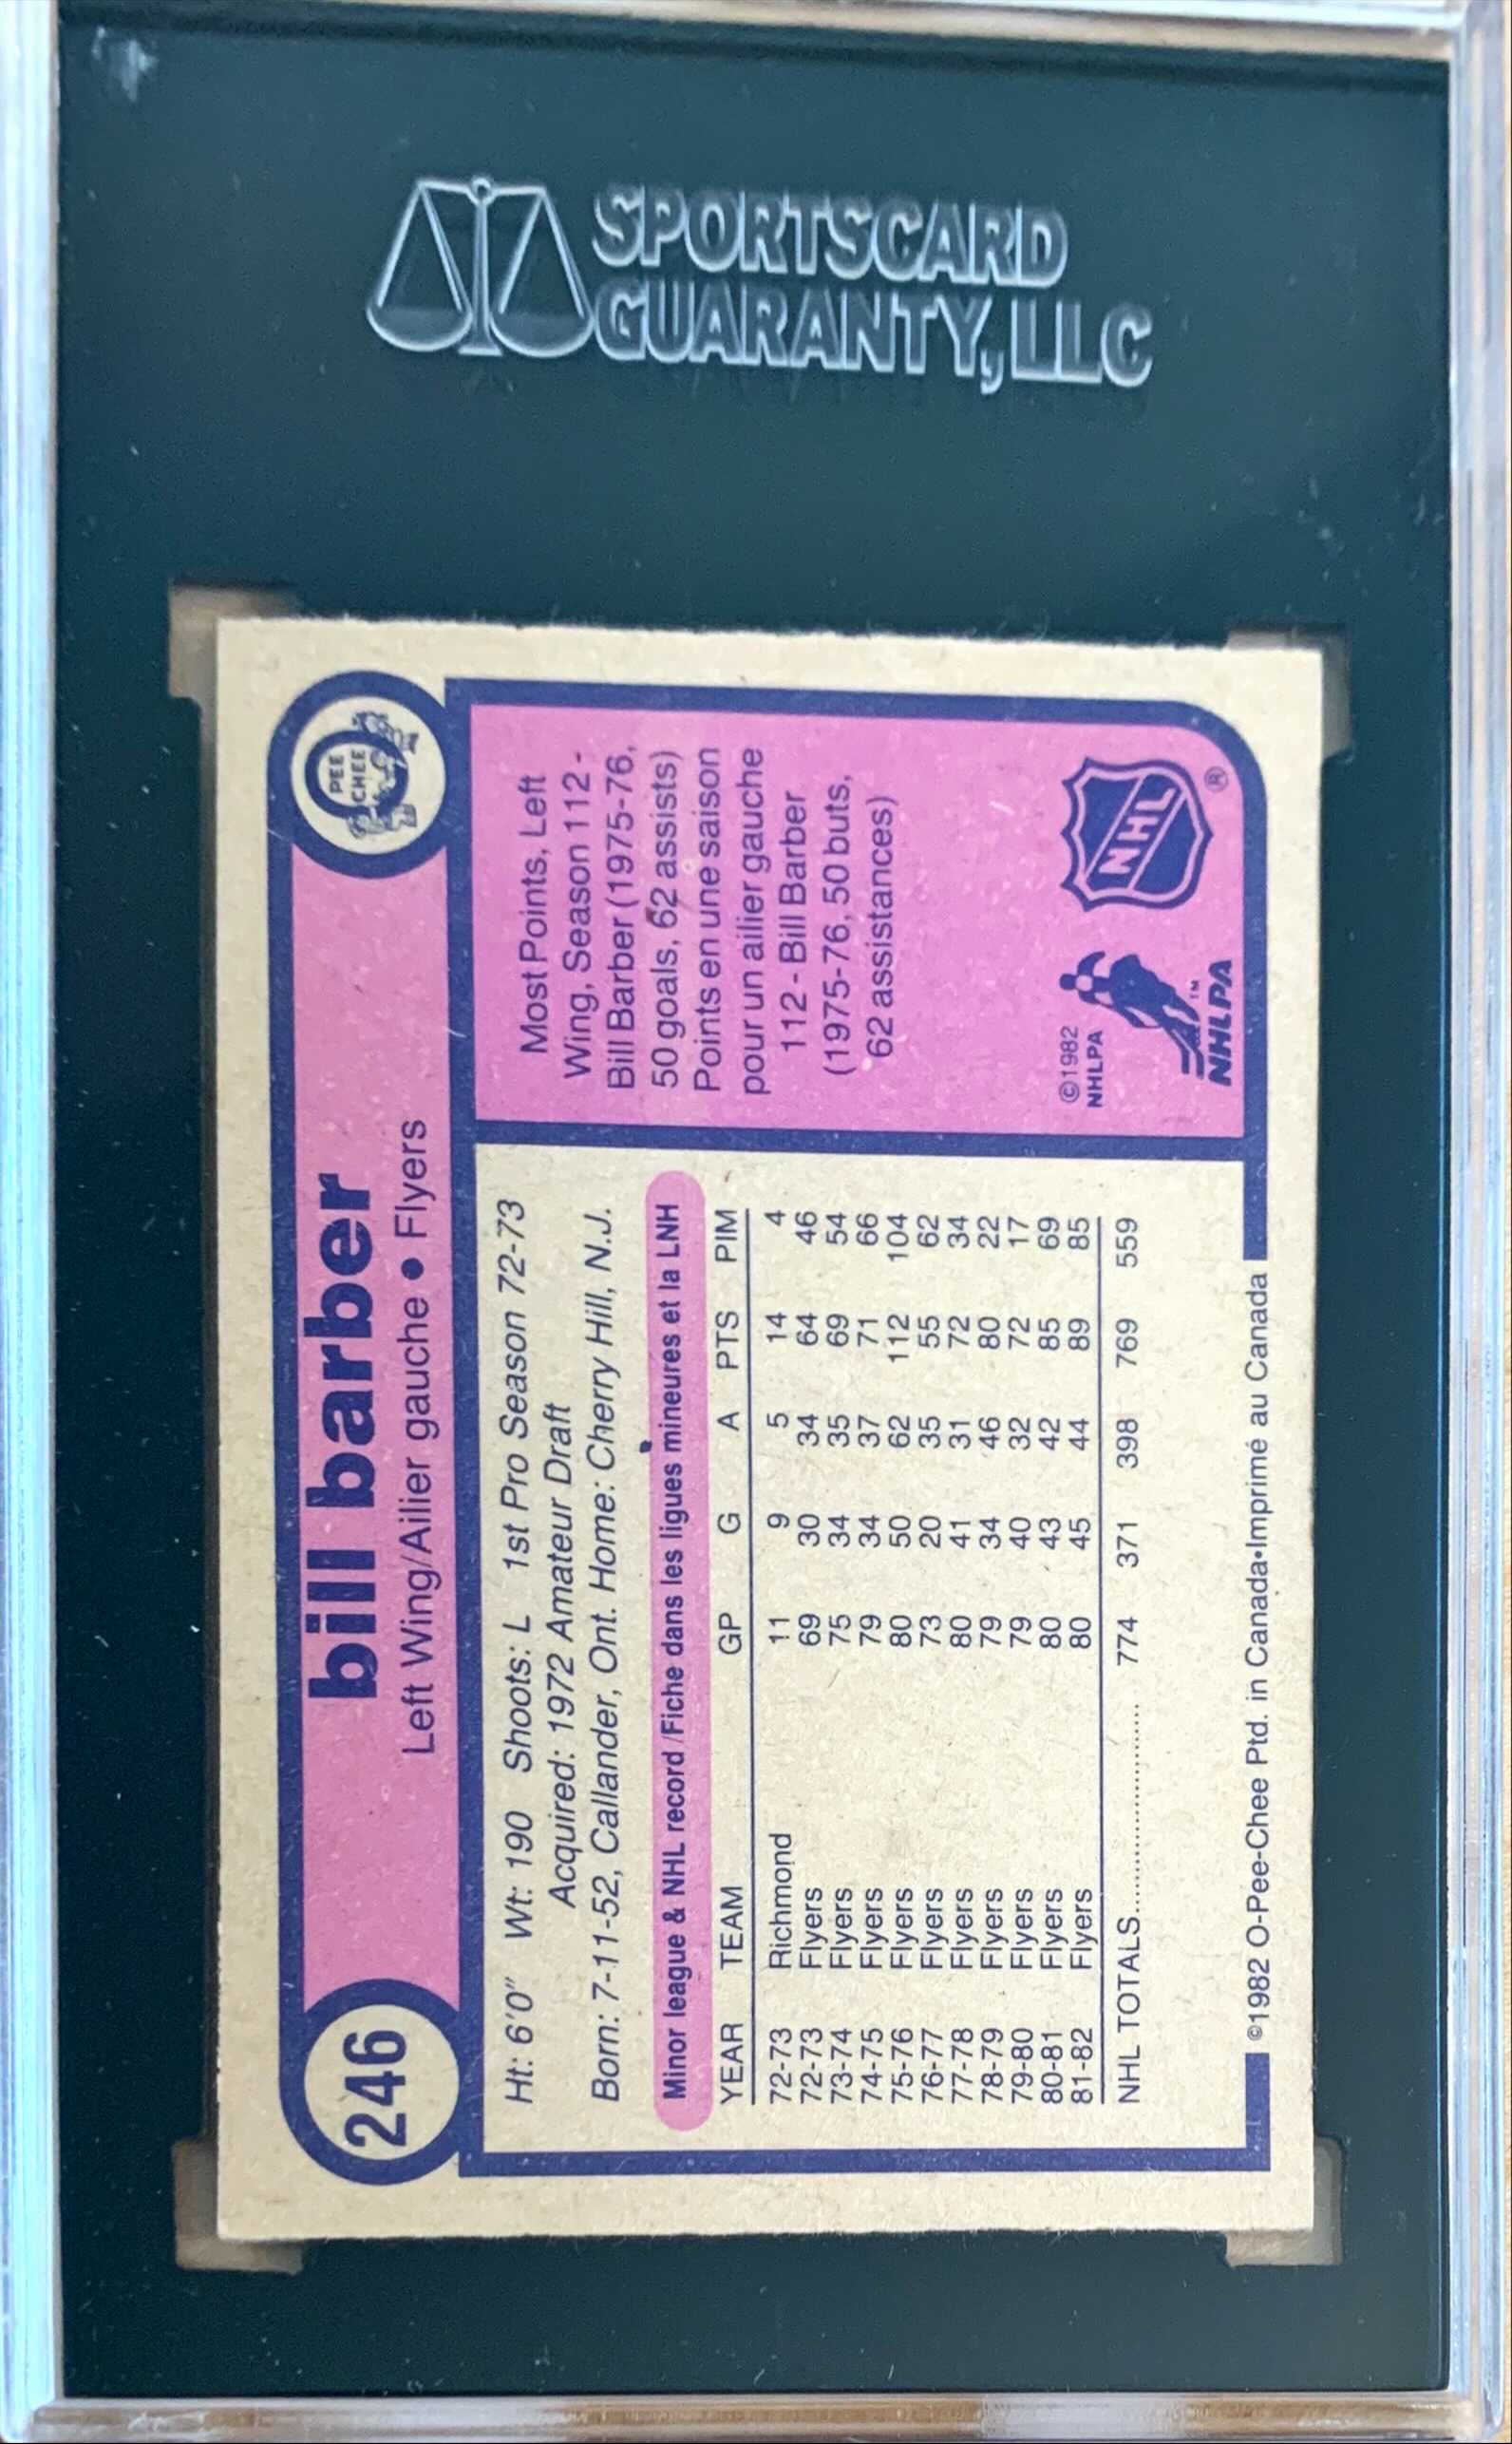 SPORTSCARD
GUARANTY, LLC
246
bill barber
Left Wing/Ailier gauche • Flyers
O PEE CHEE
Ht: 6'0" Wt: 190 Shoots: L 1st Pro Season 72-73
Acquired: 1972 Amateur Draft
Born: 7-11-52, Callander, Ont. Home: Cherry Hill, N.J.
Minor league & NHL record/Fiche dans les ligues mineures et la LNH
YEAR TEAM GP G A PTS PIM
72-73 Richmond 11 9 5 14 4
72-73 Flyers 69 30 34 64 46
73-74 Flyers 75 34 35 69 54
74-75 Flyers 79 34 37 71 66
75-76 Flyers 80 50 62 112 104
76-77 Flyers 73 20 35 55 62
77-78 Flyers 80 41 31 72 34
78-79 Flyers 79 34 46 80 22
79-80 Flyers 79 40 32 72 17
80-81 Flyers 80 43 42 85 69
81-82 Flyers 80 45 44 89 85
NHL TOTALS.................. 774 371 398 769 559
Most Points, Left
Wing, Season 112 -
Bill Barber (1975-76,
50 goals, 62 assists)
Points en une saison
pour un ailier gauche
112 - Bill Barber
(1975-76, 50 buts,
62 assistances)
©1982
NHLPA
NHLPA™
NHL®
©1982 O-Pee-Chee Ptd. in Canada•Imprimé au Canada